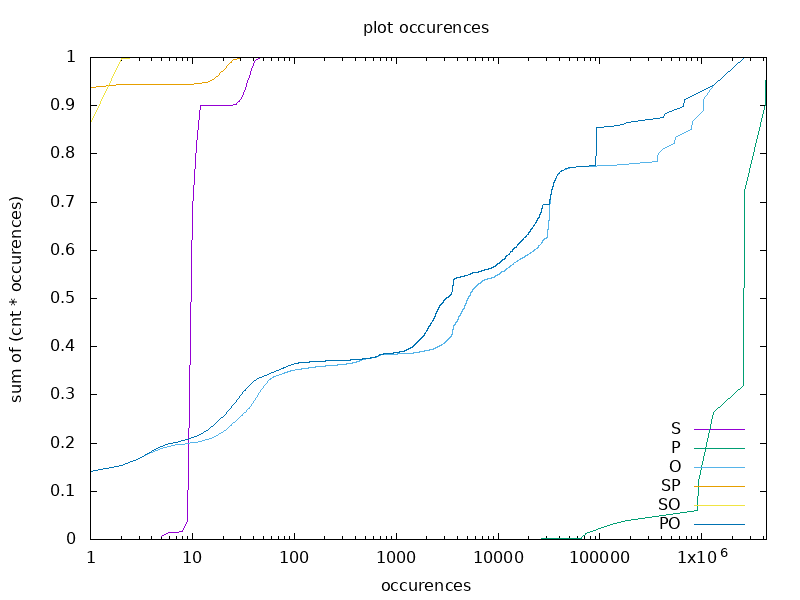 plot occurences
sum of (cnt * occurences)
1
0.9
0.8
0.7
0.6
0.5
0.4
0.3
0.2
0.1
0
S
P
O
SP
SO
PO
1 10 100 1000 10000 100000 1x10^6
occurences